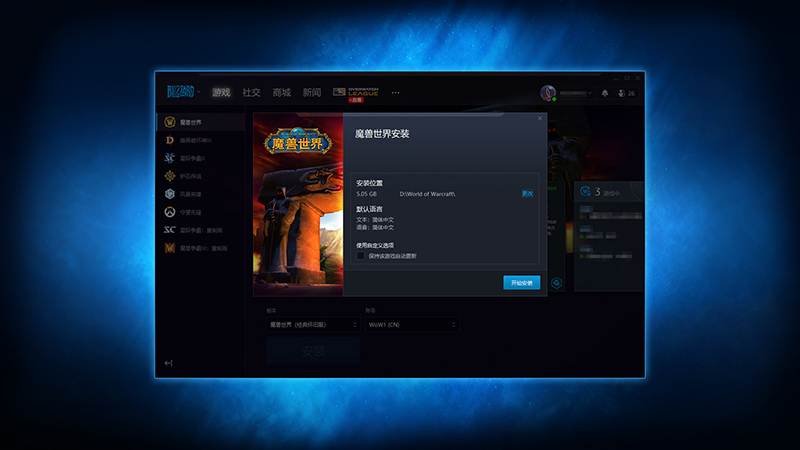 BLIZZARD
游戏
社交
商城
新闻
OVERWATCH LEAGUE
直播
26
魔兽世界
暗黑破坏神III
星际争霸II
炉石传说
风暴英雄
守望先锋
星际争霸：重制版
魔兽争霸III：重制版
魔兽世界
魔兽世界安装
安装位置
5.05 GB
D:\World of Warcraft\
更改
默认语言
文本：简体中文
语音：简体中文
使用自定义选项
保持该游戏自动更新
开始安装
3 游戏中
版本
账号
魔兽世界（经典怀旧服）
WoW1 (CN)
安装